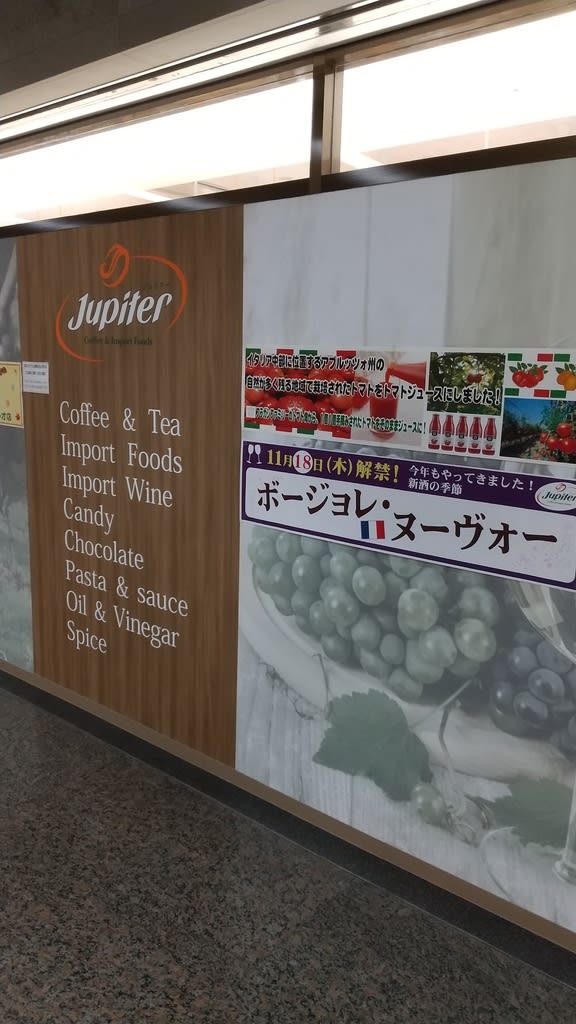 Jupiter
Coffee & Import Foods
Coffee & Tea
Import Foods
Import Wine
Candy
Chocolate
Pasta & sauce
Oil & Vinegar
Spice
イタリア中部に位置するアブルッツォ州の
自然が多く残る地域で栽培されたトマトをトマトジュースにしました!
11月18日(木)解禁!
今年もやってきました!
新酒の季節
Jupiter
ボージョレ・ヌーヴォー